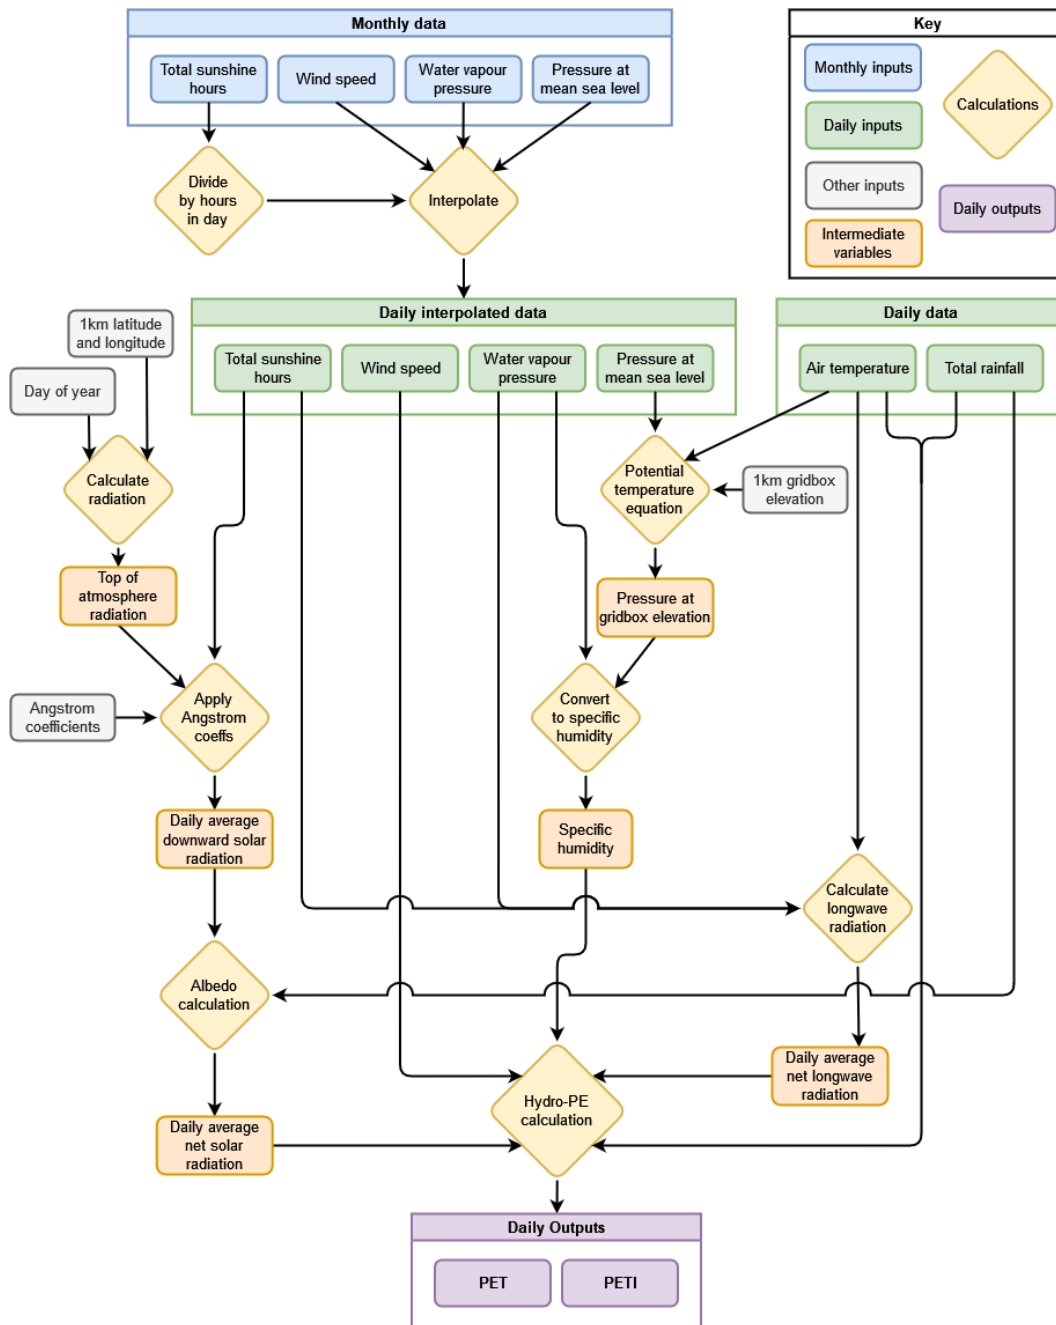 Monthly data
Total sunshine
hours
Wind speed
Water vapour
pressure
Pressure at
mean sea level
Divide
by hours
in day
Interpolate
Key
Monthly inputs
Daily inputs
Other inputs
Intermediate
variables
Calculations
Daily outputs
1km latitude
and longitude
Day of year
Calculate
radiation
Top of
atmosphere
radiation
Angstrom
coefficients
Daily interpolated data
Total sunshine
hours
Wind speed
Water vapour
pressure
Pressure at
mean sea level
Daily data
Air temperature
Total rainfall
Potential
temperature
equation
1km gridbox
elevation
Pressure at
gridbox elevation
Apply
Angstrom
coeffs
Convert
to specific
humidity
Daily average
downward solar
radiation
Specific
humidity
Calculate
longwave
radiation
Albedo
calculation
Daily average
net longwave
radiation
Hydro-PE
calculation
Daily average
net solar
radiation
Daily Outputs
PET
PETI